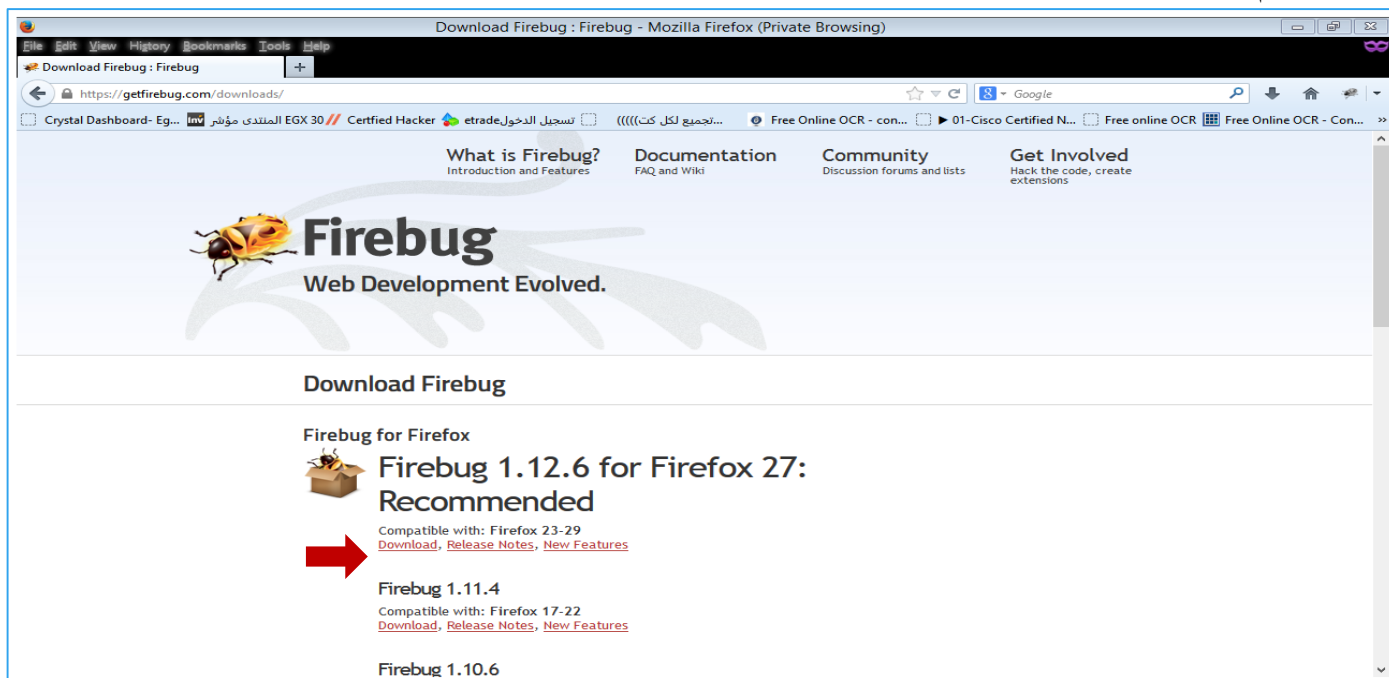 Download Firebug : Firebug - Mozilla Firefox (Private Browsing)
File Edit View History Bookmarks Tools Help
Download Firebug : Firebug
https://getfirebug.com/downloads/
Google
Crystal Dashboard- Eg... المنتدى مؤشر EGX 30 Certfied Hacker etradeتسجيل الدخول تجميع لكل كت(((((... Free Online OCR - con... 01-Cisco Certified N... Free online OCR Free Online OCR - Con... »
What is Firebug? Documentation Community Get Involved
Introduction and Features FAQ and Wiki Discussion forums and lists Hack the code, create
extensions
Firebug
Web Development Evolved.
Download Firebug
Firebug for Firefox
Firebug 1.12.6 for Firefox 27:
Recommended
Compatible with: Firefox 23-29
Download, Release Notes, New Features
Firebug 1.11.4
Compatible with: Firefox 17-22
Download, Release Notes, New Features
Firebug 1.10.6